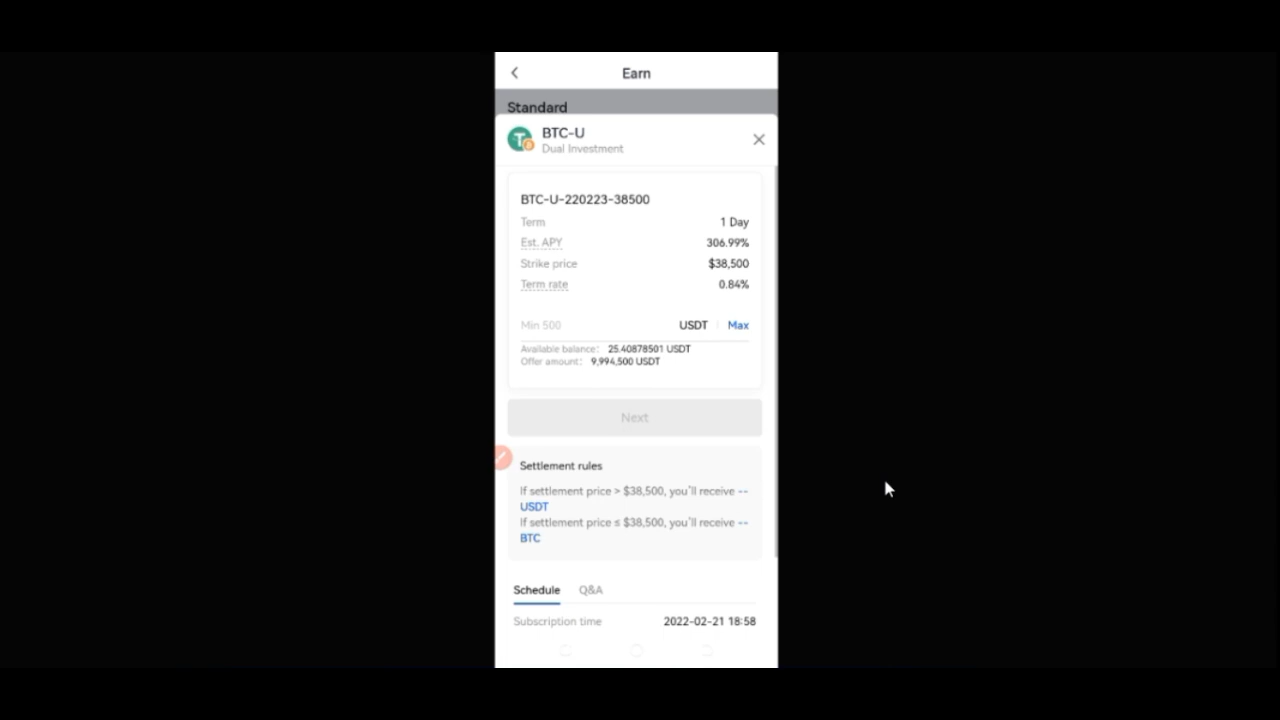 Earn
Standard
BTC-U
Dual Investment
BTC-U-220223-38500
Term 1 Day
Est. APY 306.99%
Strike price $38,500
Term rate 0.84%
Min 500 USDT Max
Available balance: 25.40878501 USDT
Offer amount: 9,994,500 USDT
Next
Settlement rules
If settlement price > $38,500, you'll receive --
USDT
If settlement price ≤ $38,500, you'll receive --
BTC
Schedule Q&A
Subscription time 2022-02-21 18:58